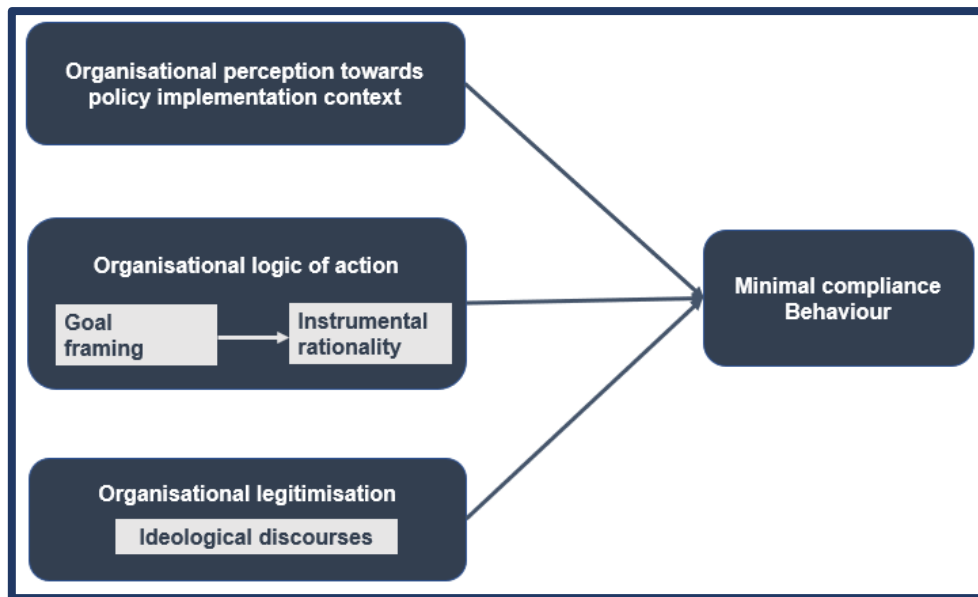 Organisational perception towards
policy implementation context
Organisational logic of action
Goal
framing
Instrumental
rationality
Organisational legitimisation
Ideological discourses
Minimal compliance
Behaviour